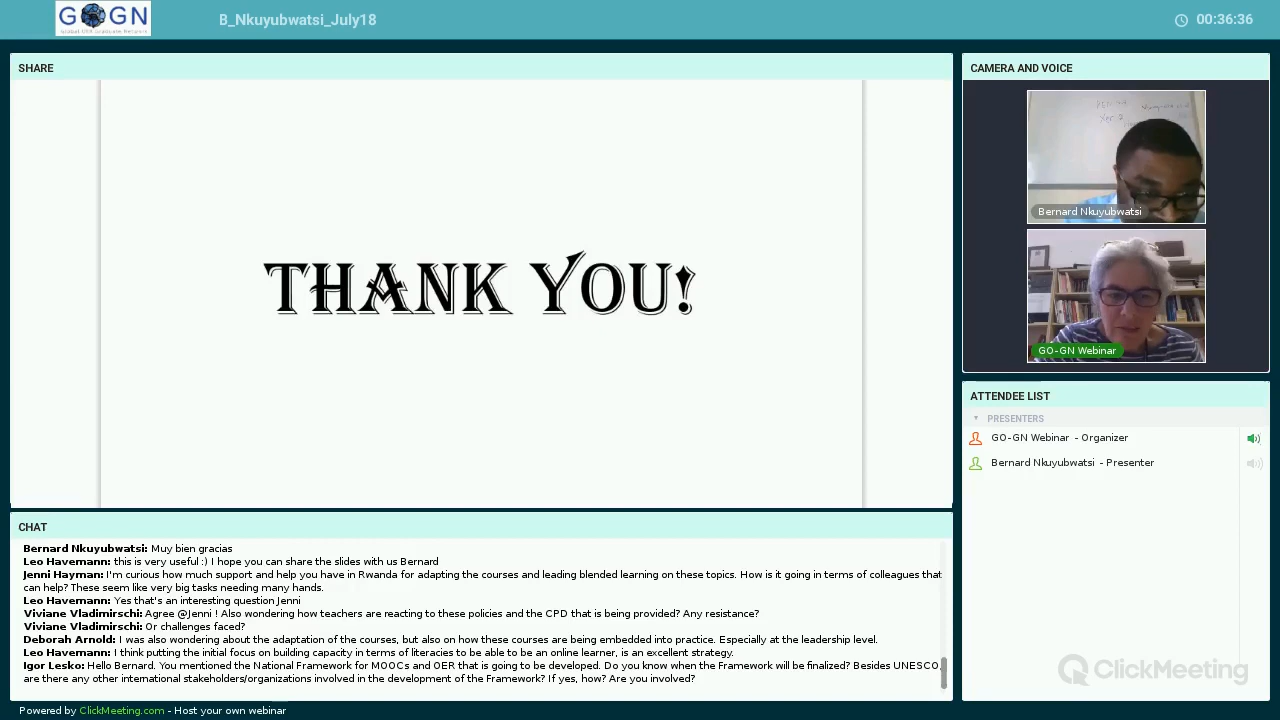 GO GN
Global OER Graduate Network
B_Nkuyubwatsi_July18
00:36:36
SHARE
THANK YOU!
CAMERA AND VOICE
Bernard Nkuyubwatsi
GO-GN Webinar
ATTENDEE LIST
PRESENTERS
GO-GN Webinar - Organizer
Bernard Nkuyubwatsi - Presenter
CHAT
Bernard Nkuyubwatsi: Muy bien gracias
Leo Havemann: this is very useful :) I hope you can share the slides with us Bernard
Jenni Hayman: I'm curious how much support and help you have in Rwanda for adapting the courses and leading blended learning on these topics. How is it going in terms of colleagues that
can help? These seem like very big tasks needing many hands.
Leo Havemann: Yes that's an interesting question Jenni
Viviane Vladimirschi: Agree @Jenni ! Also wondering how teachers are reacting to these policies and the CPD that is being provided? Any resistance?
Viviane Vladimirschi: Or challenges faced?
Deborah Arnold: I was also wondering about the adaptation of the courses, but also on how these courses are being embedded into practice. Especially at the leadership level.
Leo Havemann: I think putting the initial focus on building capacity in terms of literacies to be able to be an online learner, is an excellent strategy.
Igor Lesko: Hello Bernard. You mentioned the National Framework for MOOCs and OER that is going to be developed. Do you know when the Framework will be finalized? Besides UNESCO,
are there any other international stakeholders/organizations involved in the development of the Framework? If yes, how? Are you involved?
ClickMeeting
Powered by ClickMeeting.com - Host your own webinar